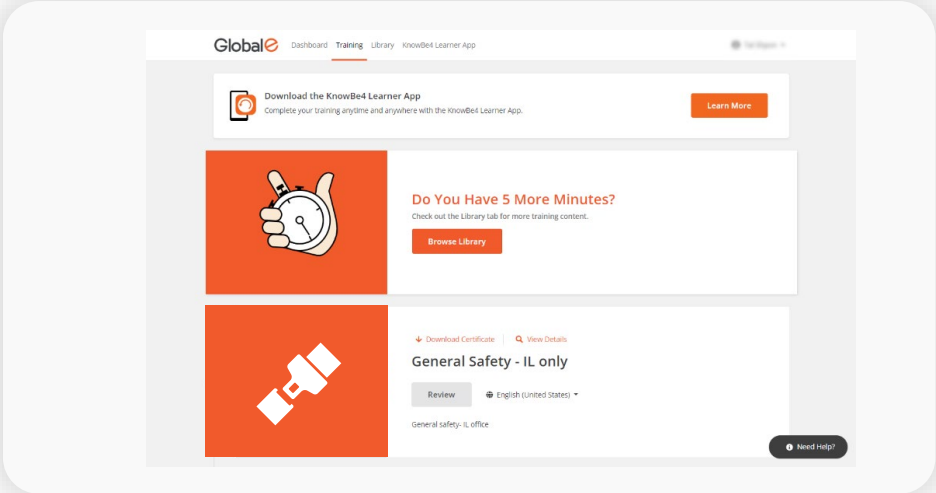 Globale
Dashboard Training Library KnowBe4 Learner App
Download the KnowBe4 Learner App
Complete your training anytime and anywhere with the KnowBe4 Learner App.
Learn More
Do You Have 5 More Minutes?
Check out the Library tab for more training content.
Browse Library
Download Certificate View Details
General Safety - IL only
Review English (United States)
General safety- IL office
Need Help?